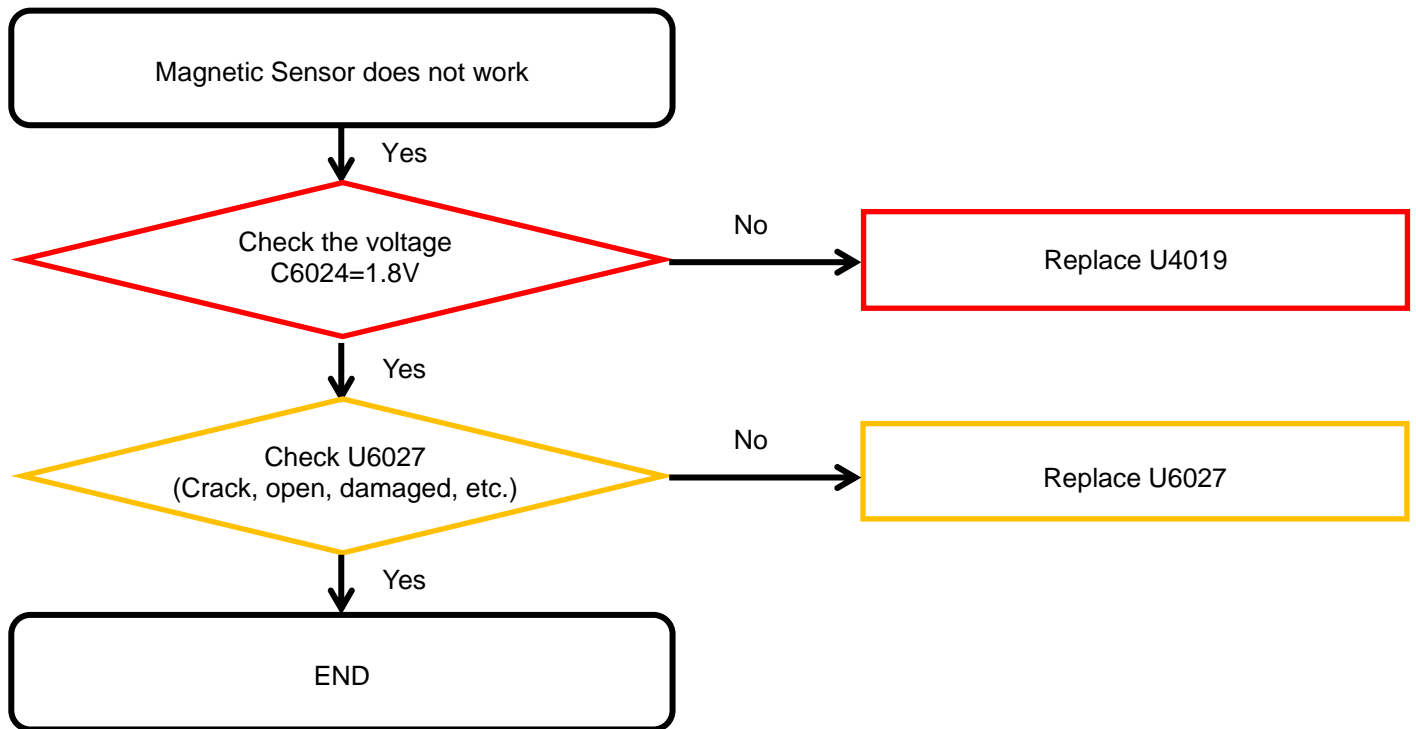 Magnetic Sensor does not work
Yes
Check the voltage
C6024=1.8V
No
Replace U4019
Yes
Check U6027
(Crack, open, damaged, etc.)
No
Replace U6027
Yes
END